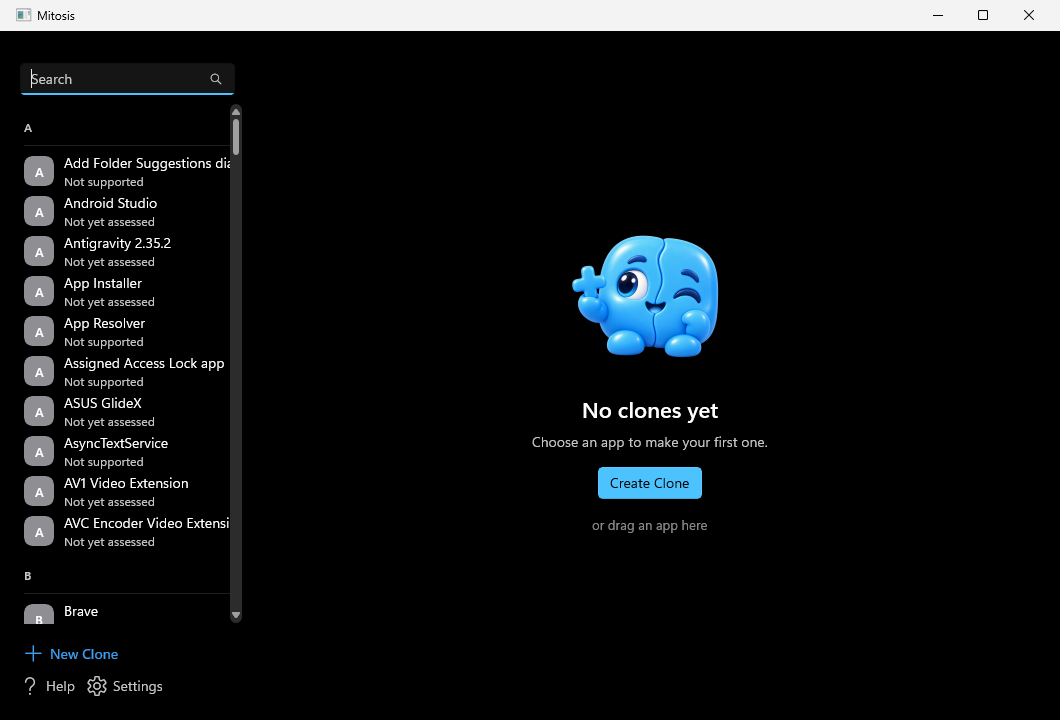 Mitosis
Search
A
A
Add Folder Suggestions dia
Not supported
A
Android Studio
Not yet assessed
A
Antigravity 2.35.2
Not yet assessed
A
App Installer
Not yet assessed
A
App Resolver
Not supported
A
Assigned Access Lock app
Not supported
A
ASUS GlideX
Not yet assessed
A
AsyncTextService
Not supported
A
AV1 Video Extension
Not yet assessed
A
AVC Encoder Video Extensi
Not yet assessed
B
B
Brave
New Clone
Help
Settings
No clones yet
Choose an app to make your first one.
Create Clone
or drag an app here